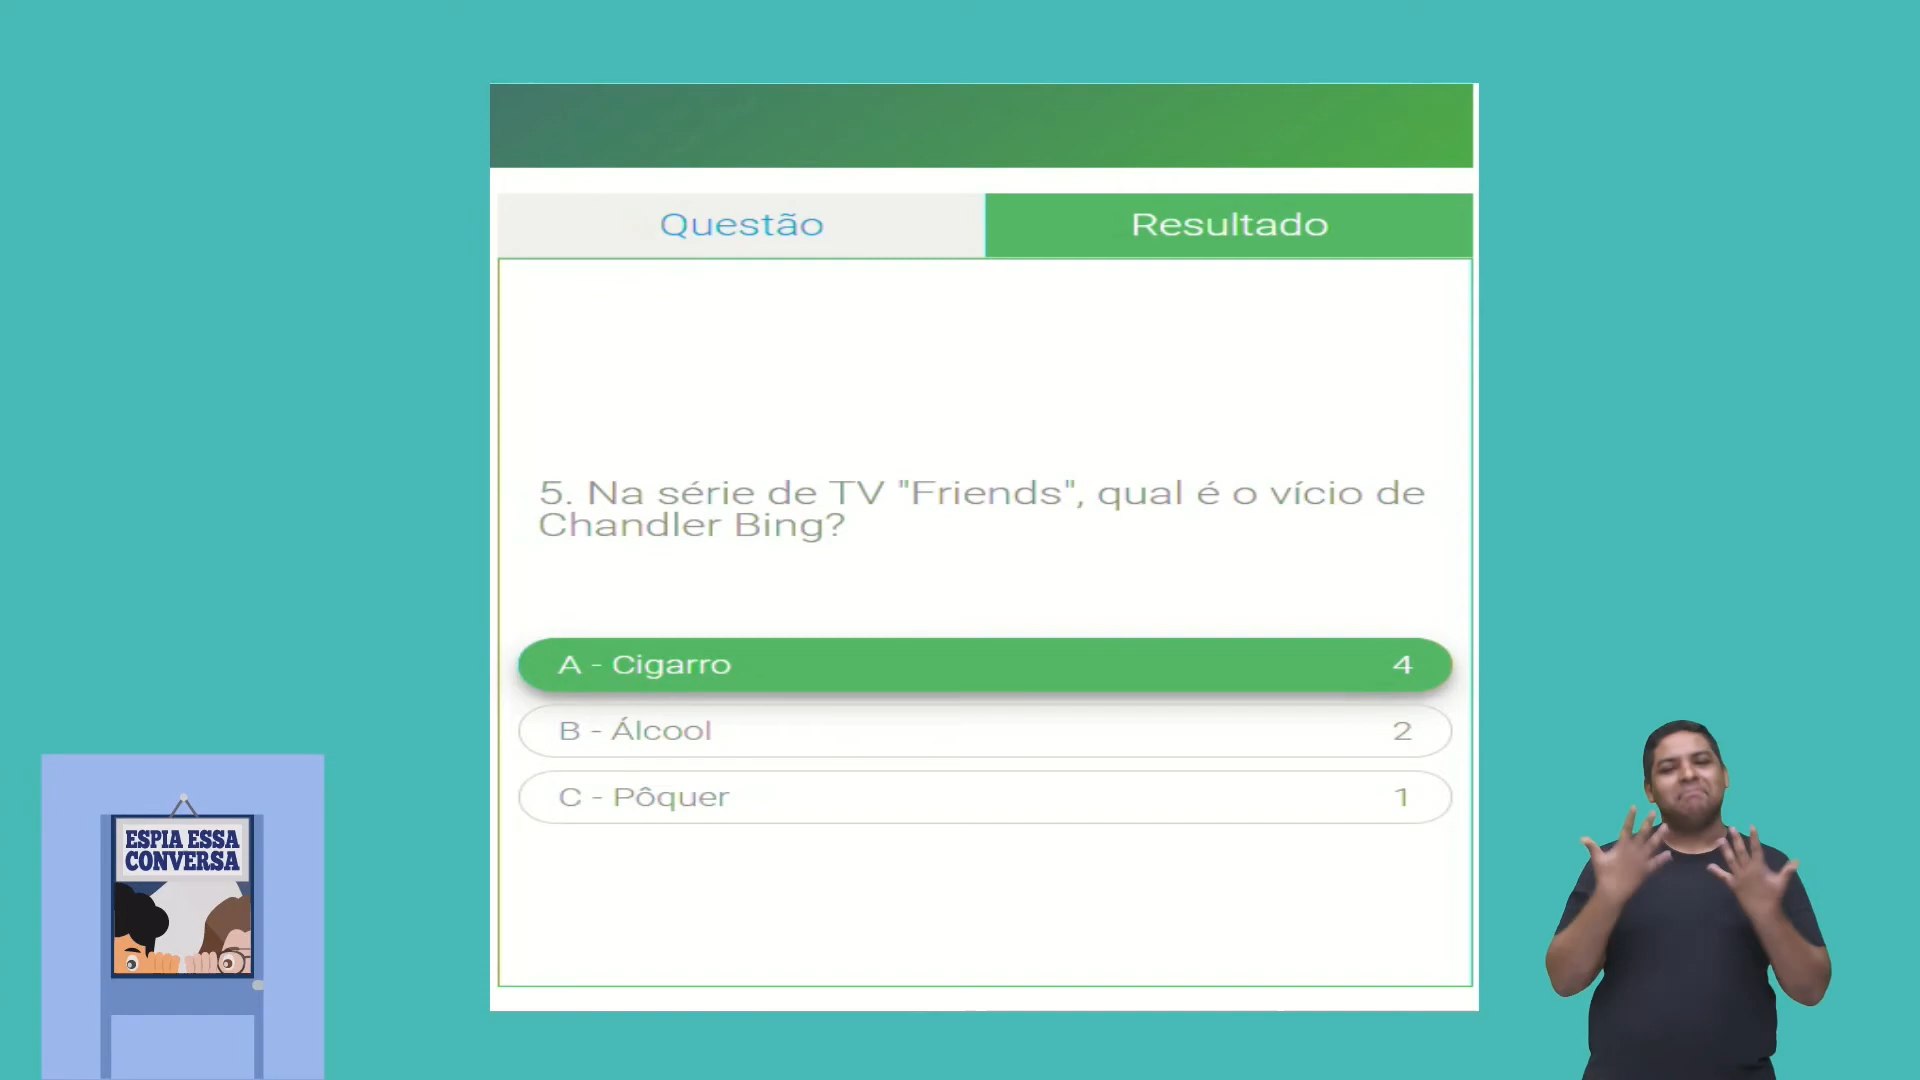 Questão
Resultado
5. Na série de TV "Friends", qual é o vício de
Chandler Bing?
A - Cigarro 4
B - Álcool 2
C - Pôquer 1
ESPIA ESSA
CONVERSA